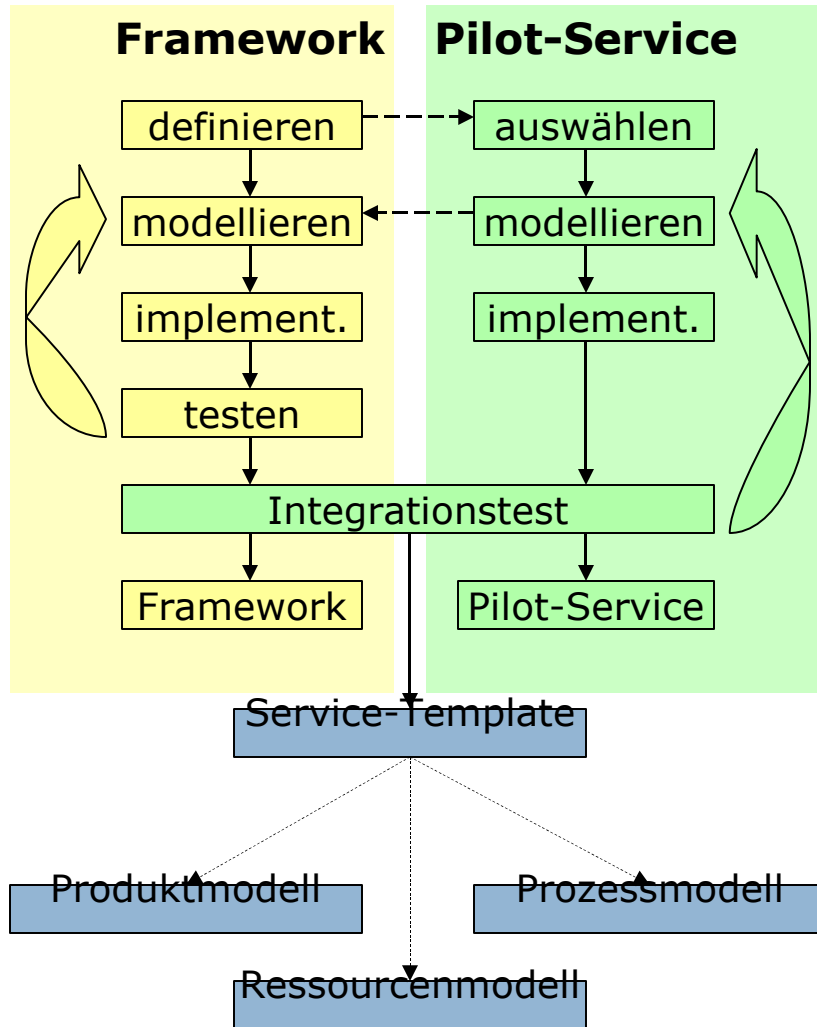 Framework
Pilot-Service
definieren
auswählen
modellieren
modellieren
implement.
implement.
testen
Integrationstest
Framework
Pilot-Service
Service-Template
Produktmodell
Prozessmodell
Ressourcenmodell